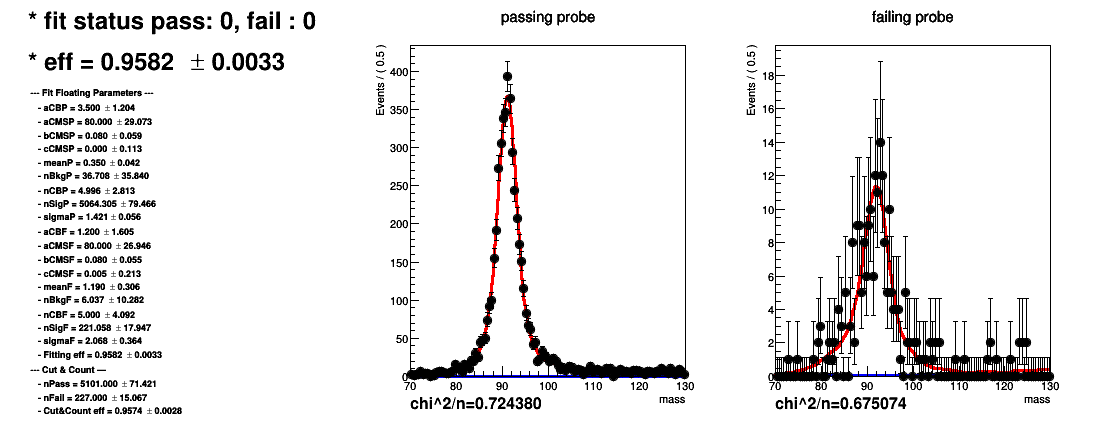 * fit status pass: 0, fail : 0
* eff = 0.9582 ± 0.0033
--- Fit Floating Parameters ---
- aCBP = 3.500 ± 1.204
- aCMSP = 80.000 ± 29.073
- bCMSP = 0.080 ± 0.059
- cCMSP = 0.000 ± 0.113
- meanP = 0.350 ± 0.042
- nBkgP = 36.708 ± 35.840
- nCBP = 4.996 ± 2.813
- nSigP = 5064.305 ± 79.466
- sigmaP = 1.421 ± 0.056
- aCBF = 1.200 ± 1.605
- aCMSF = 80.000 ± 26.946
- bCMSF = 0.080 ± 0.055
- cCMSF = 0.005 ± 0.213
- meanF = 1.190 ± 0.306
- nBkgF = 6.037 ± 10.282
- nCBF = 5.000 ± 4.092
- nSigF = 221.058 ± 17.947
- sigmaF = 2.068 ± 0.364
- Fitting eff = 0.9582 ± 0.0033
--- Cut & Count ---
- nPass = 5101.000 ± 71.421
- nFail = 227.000 ± 15.067
- Cut&Count eff = 0.9574 ± 0.0028
passing probe
Events / ( 0.5 )
400
350
300
250
200
150
100
50
0
70 80 90 100 110 120 130
mass
chi^2/n=0.724380
failing probe
Events / ( 0.5 )
18
16
14
12
10
8
6
4
2
0
70 80 90 100 110 120 130
mass
chi^2/n=0.675074